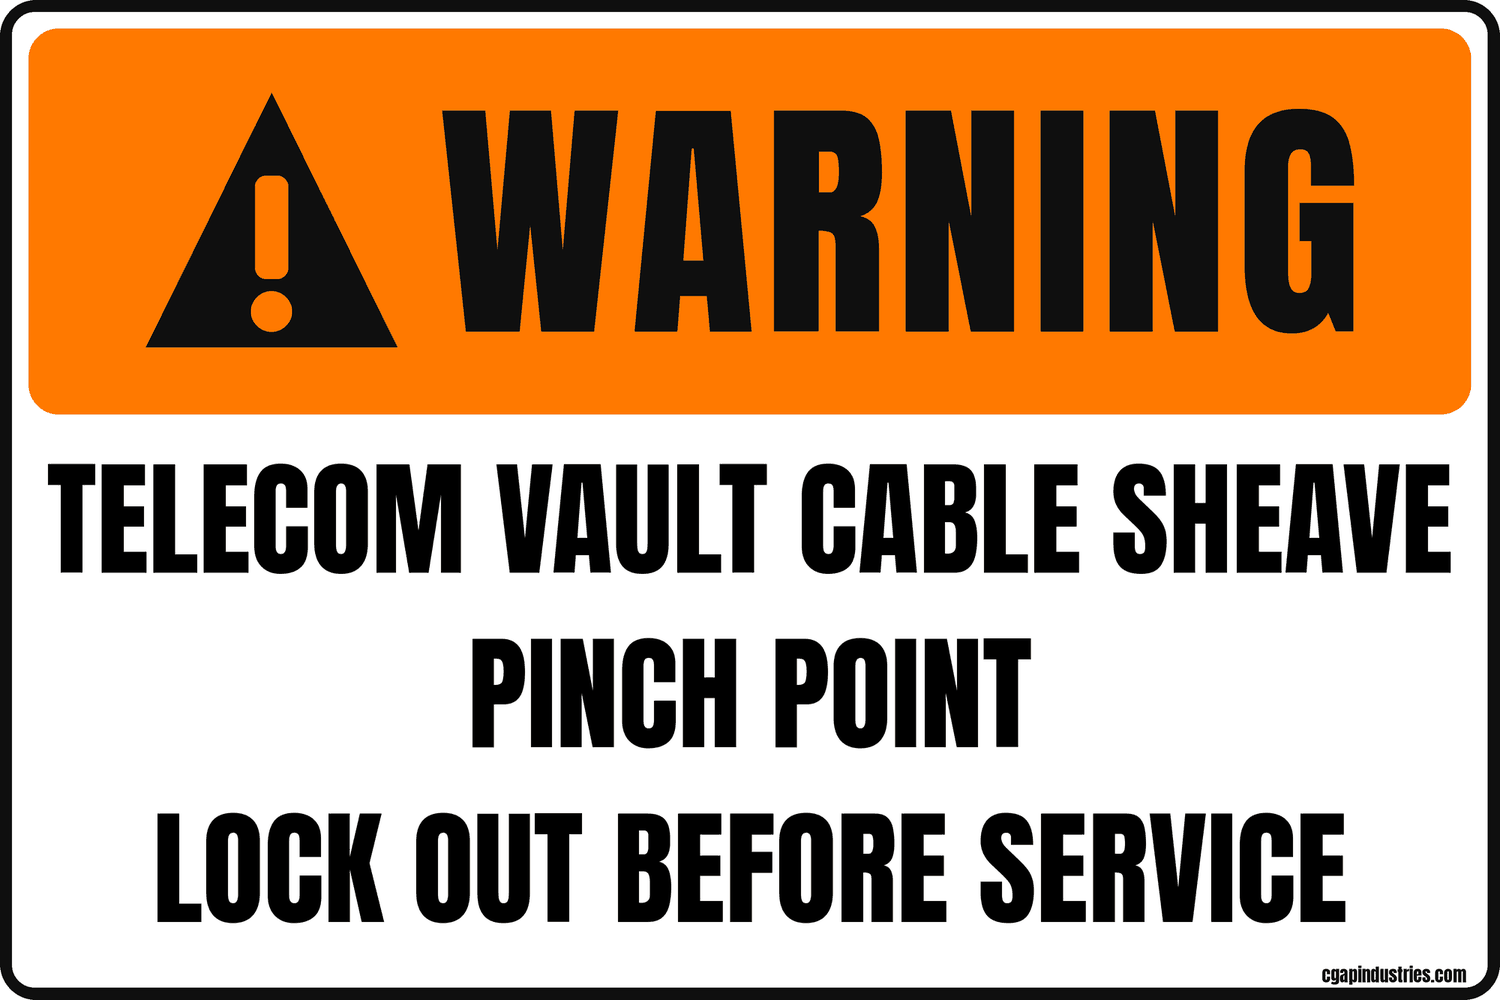 WARNING
TELECOM VAULT CABLE SHEAVE
PINCH POINT
LOCK OUT BEFORE SERVICE
cgapindustries.com